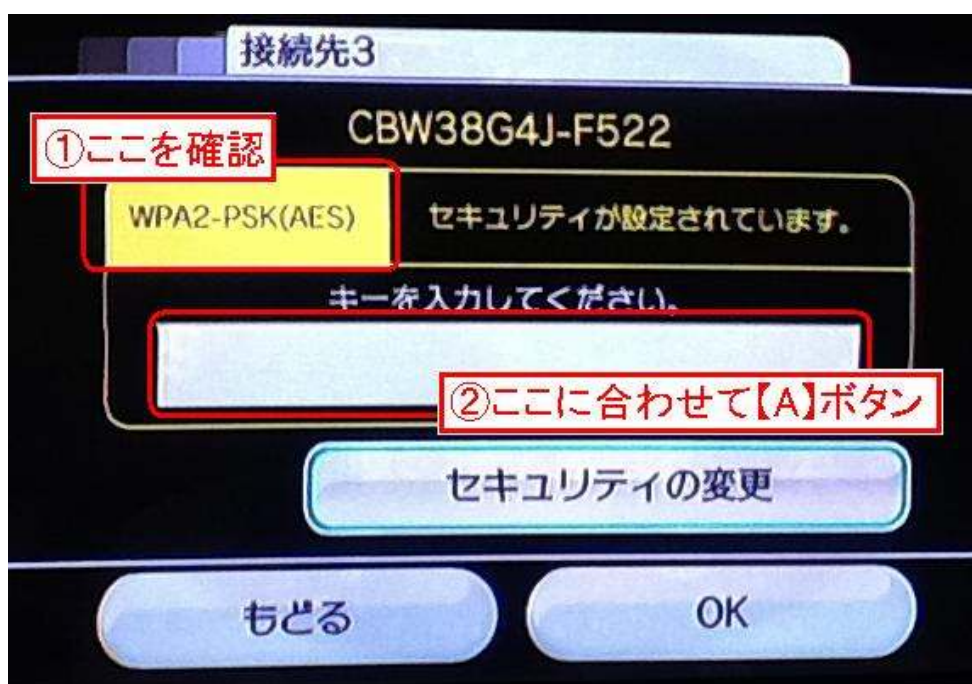 接続先3
CBW38G4J-F522
①ここを確認
WPA2-PSK(AES)
セキュリティが設定されています。
キーを入力してください。
②ここに合わせて【A】ボタン
セキュリティの変更
もどる
OK